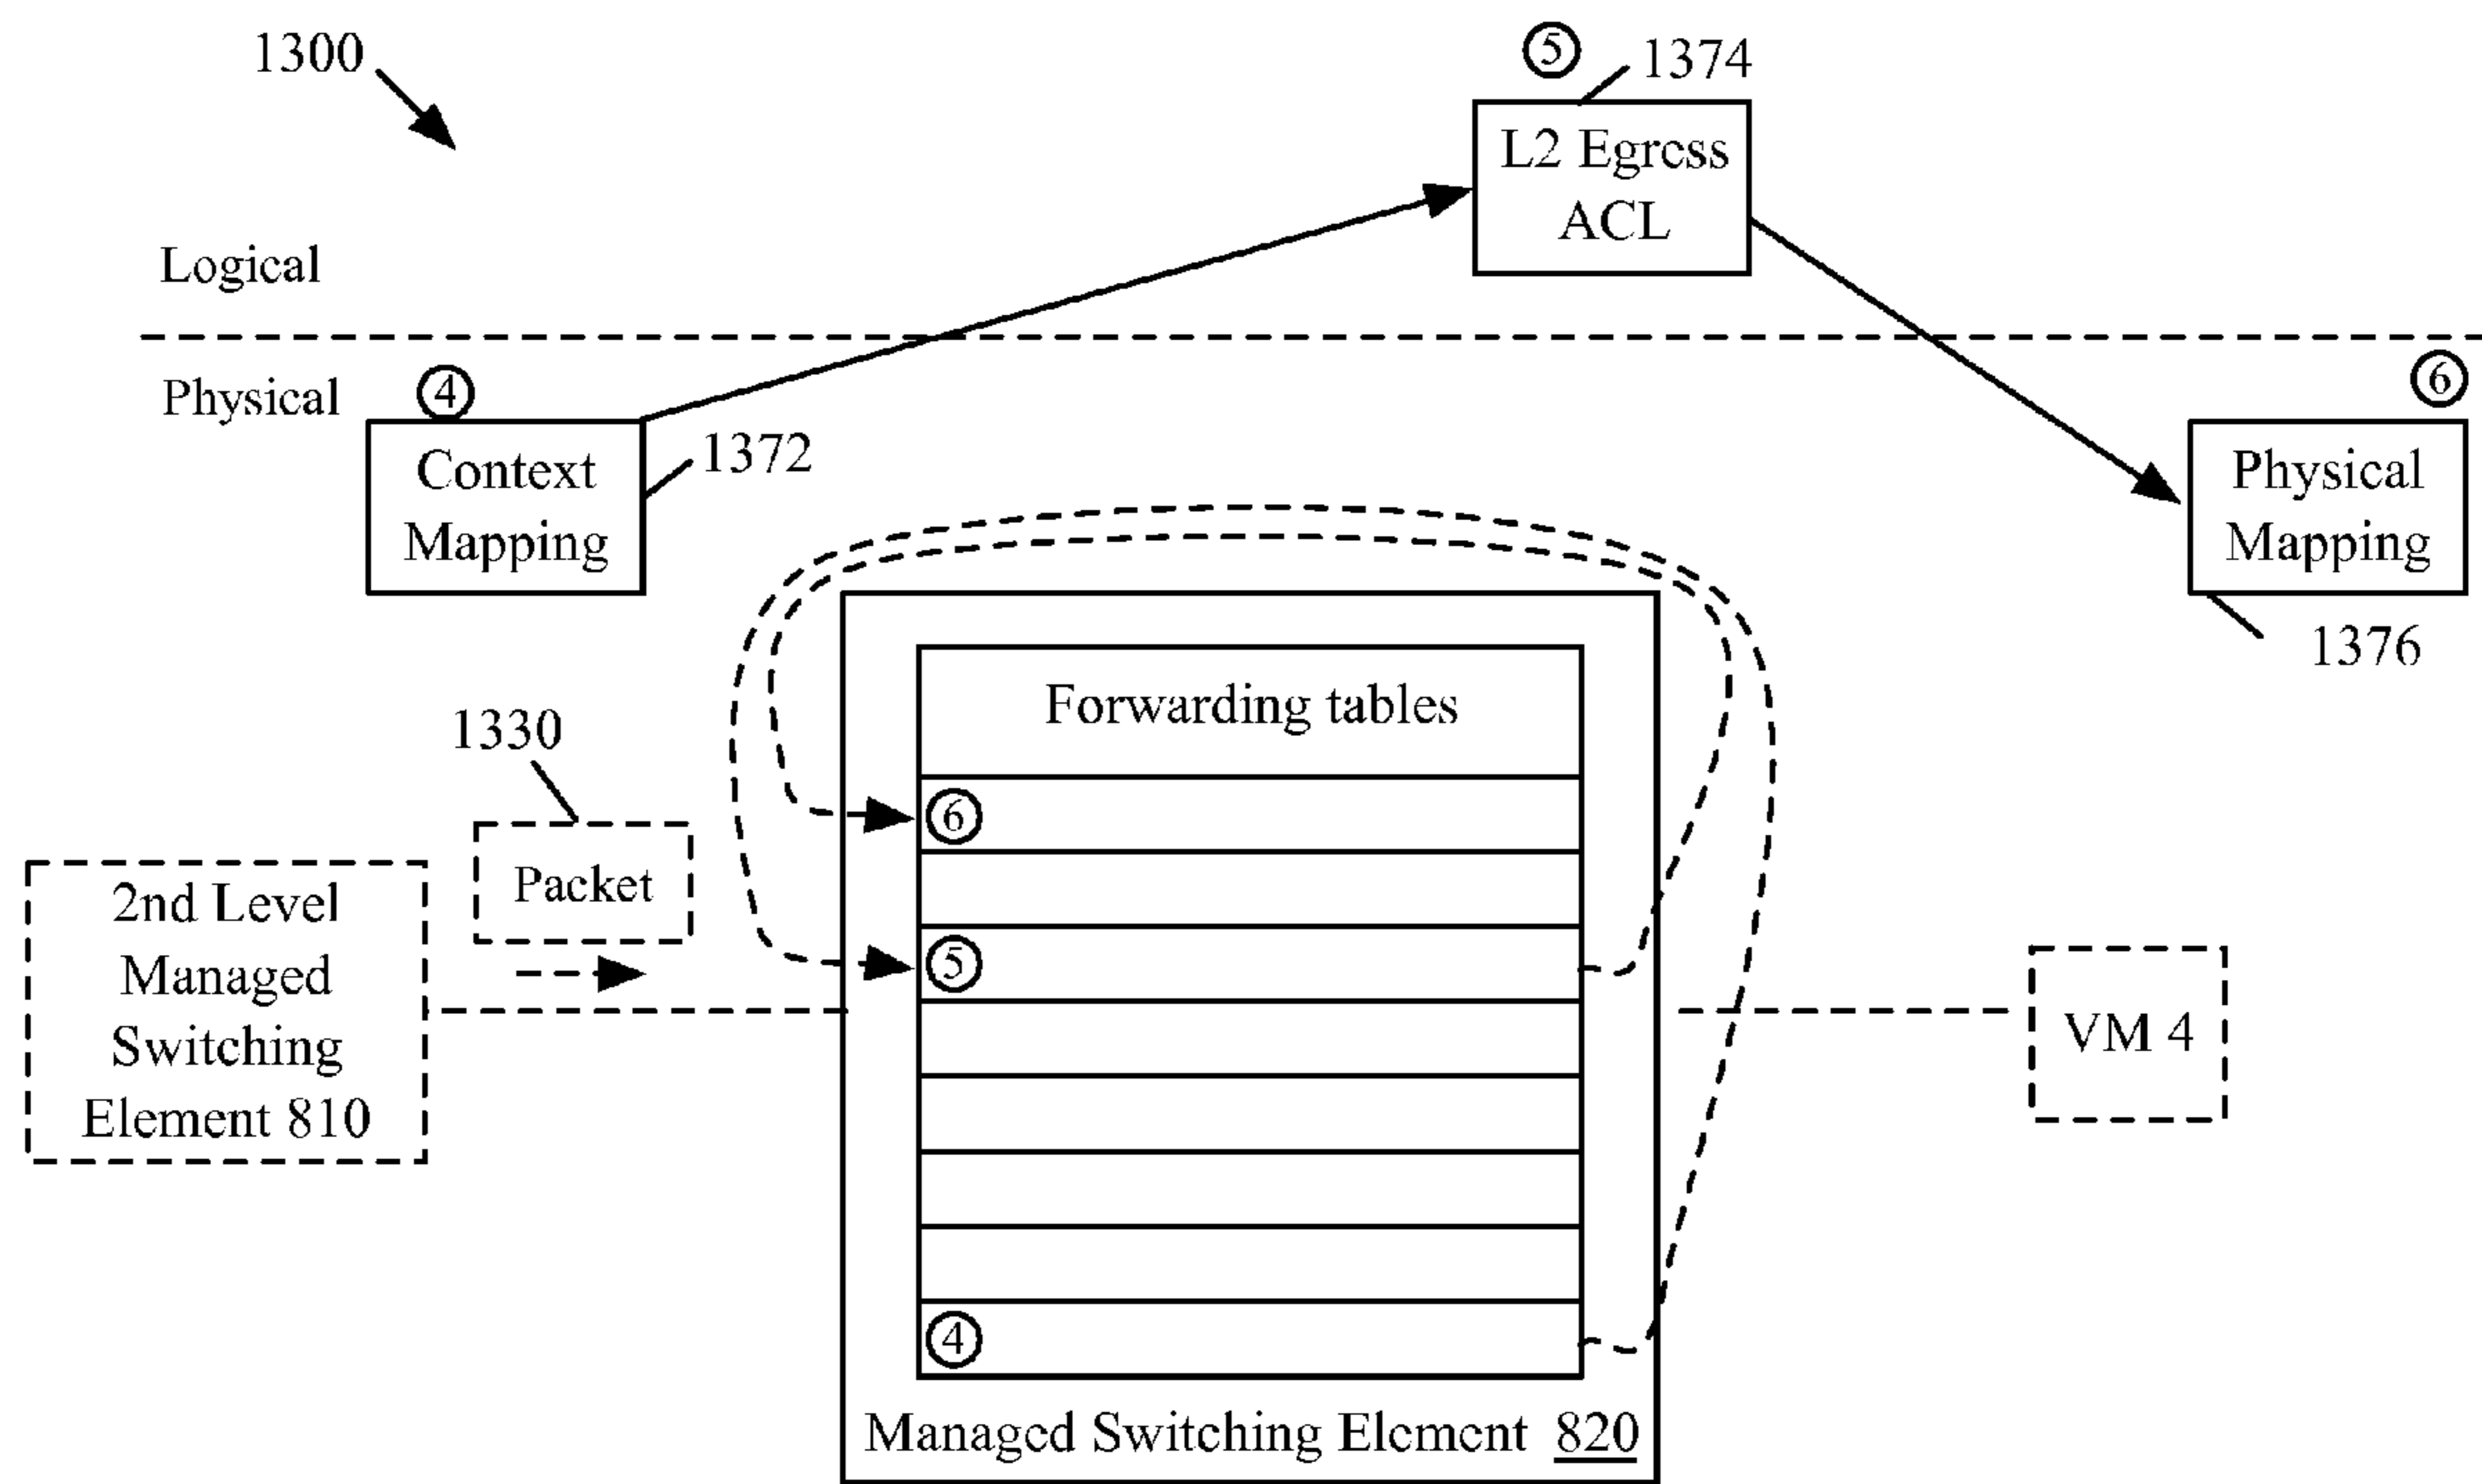 1300
⑤ 1374
L2 Egress
ACL
Logical
Physical
④
⑥
Context
Mapping
1372
Physical
Mapping
1376
Forwarding tables
1330
Packet
⑥
⑤
④
2nd Level
Managed
Switching
Element 810
VM 4
Managed Switching Element 820